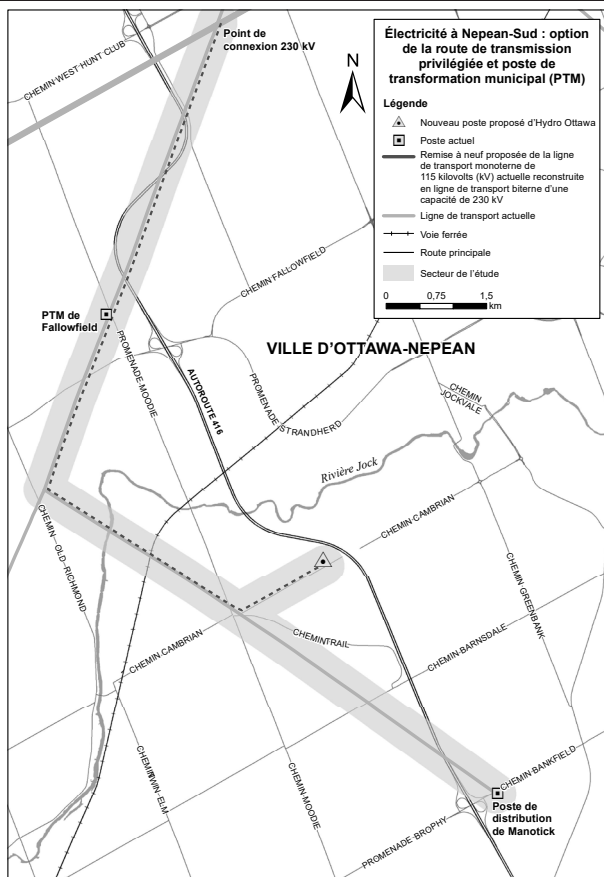 Électricité à Nepean-Sud : option
de la route de transmission
privilégiée et poste de
transformation municipal (PTM)
Légende
Nouveau poste proposé d'Hydro Ottawa
Poste actuel
Remise à neuf proposée de la ligne
de transport monoterne de
115 kilovolts (kV) actuelle reconstruite
en ligne de transport biterne d'une
capacité de 230 kV
Ligne de transport actuelle
Voie ferrée
Route principale
Secteur de l'étude
0 0,75 1,5
km
N
Point de
connexion 230 kV
CHEMIN WEST HUNT CLUB
CHEMIN FALLOWFIELD
PTM de
Fallowfield
PROMENADE MOODIE
AUTOROUTE 416
VILLE D'OTTAWA-NEPEAN
PROMENADE STRANDHERD
CHEMIN
JOCKVALE
Rivière Jock
CHEMIN CAMBRIAN
CHEMIN OLD RICHMOND
CHEMIN GREENBANK
CHEMINTRAIL
CHEMIN BARNSDALE
CHEMIN CAMBRIAN
CHEMINTWIN ELM
CHEMIN MOODIE
CHEMIN BANKFIELD
Poste de
distribution
de Manotick
PROMENADE BROPHY